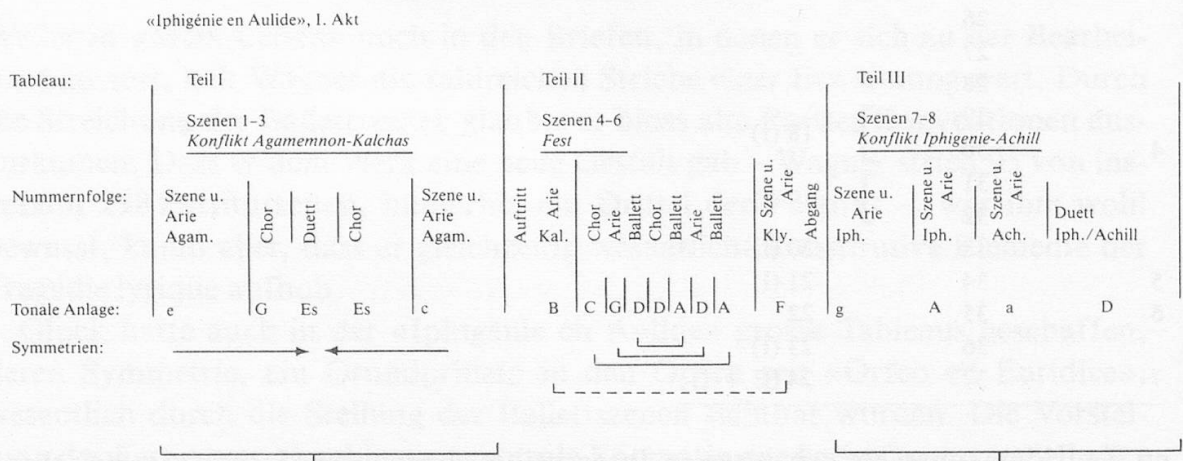 «Iphigénie en Aulide», 1. Akt
Tableau: Teil I Teil II Teil III
Szenen 1–3 Szenen 4–6 Szenen 7–8
Konflikt Agamemnon-Kalchas Fest Konflikt Iphigenie-Achill
Nummernfolge: Szene u. Arie Agam. Chor Duett Chor Szene u. Arie Agam. Auftritt Arie Kal. Chor Arie Ballett Chor Ballett Arie Ballett Szene u. Arie Kly. Abgang Szene u. Arie Iph. Szene u. Arie Iph. Szene u. Arie Ach. Duett Iph./Achill
Tonale Anlage: e G Es Es c B C G D D A D A F g A a D
Symmetrien: